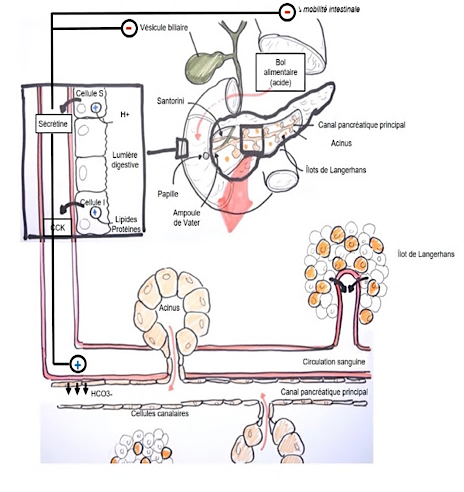 ↘ mobilité intestinale
Vésicule biliaire
Bol
alimentaire
(acide)
Cellule S
H+
Sécrétine
Santorini
Canal pancréatique principal
Acinus
Lumière
digestive
Îlots de Langerhans
Papille
Cellule I
Lipides
Protéines
CCK
Ampoule
de Vater
Îlot de Langerhans
Acinus
Circulation sanguine
HCO3-
Canal pancréatique principal
Cellules canalaires